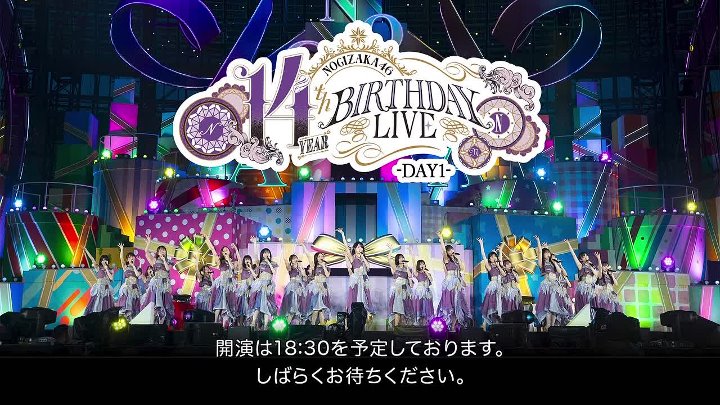 NOGIZAKA46
14th
YEAR
BIRTHDAY
LIVE
-DAY1-
開演は18:30を予定しております。
しばらくお待ちください。